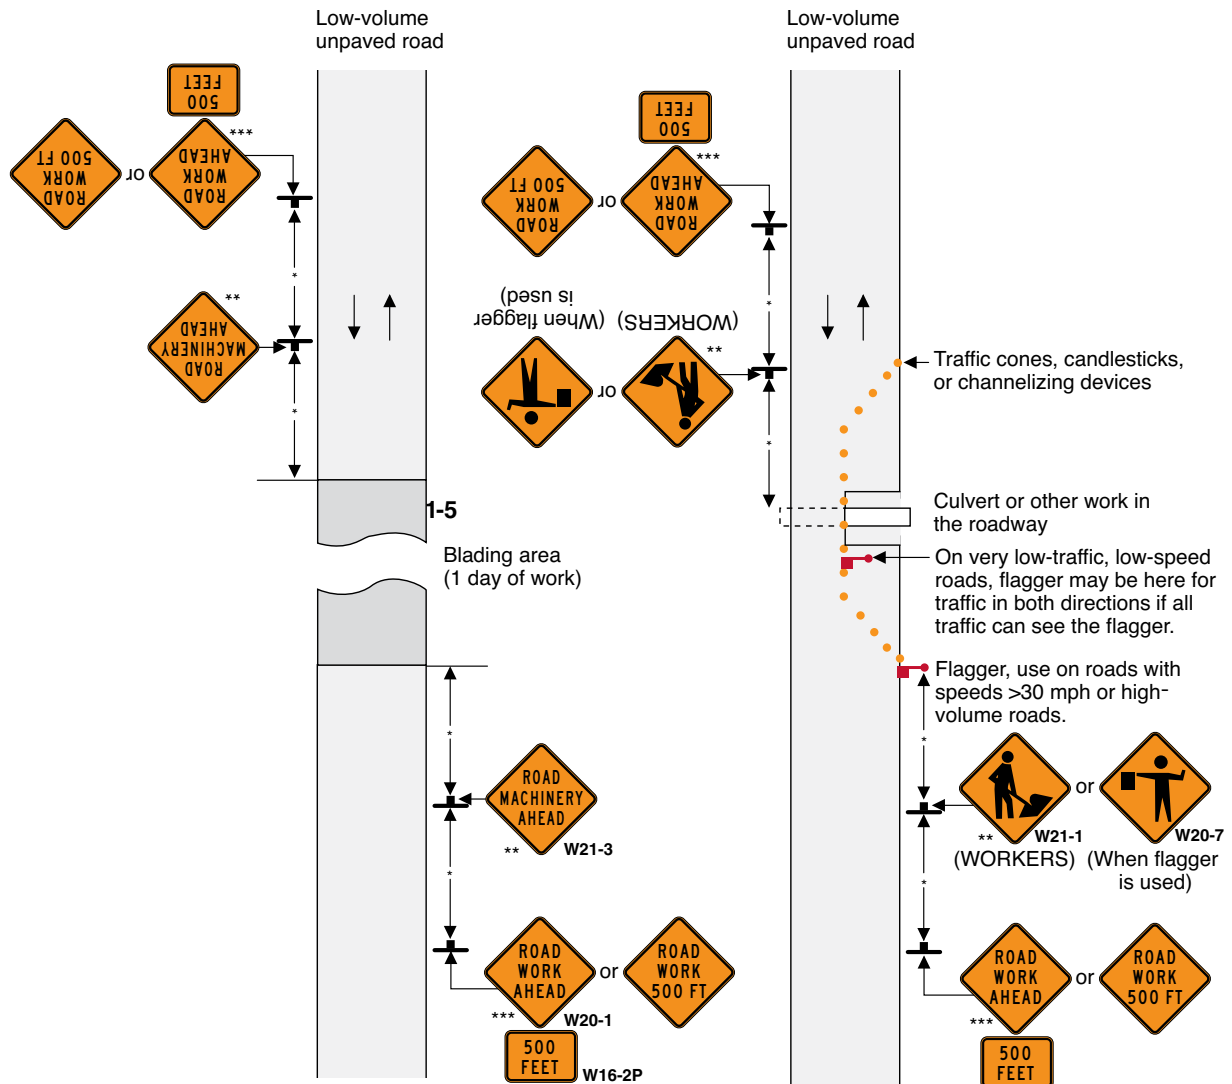 Low-volume
unpaved road
500
FEET
ROAD
WORK
AHEAD
***
or
ROAD
WORK
500 FT
*
ROAD
MACHINERY
AHEAD
**
*
1-5
Blading area
(1 day of work)
*
ROAD
MACHINERY
AHEAD
**
W21-3
*
ROAD
WORK
AHEAD
***
W20-1
or
ROAD
WORK
500 FT
500
FEET
W16-2P
Low-volume
unpaved road
500
FEET
ROAD
WORK
AHEAD
***
or
ROAD
WORK
500 FT
*
(WORKERS)
**
or
(When flagger
is used)
*
Traffic cones, candlesticks,
or channelizing devices
Culvert or other work in
the roadway
On very low-traffic, low-speed
roads, flagger may be here for
traffic in both directions if all
traffic can see the flagger.
Flagger, use on roads with
speeds >30 mph or high-
volume roads.
*
or
**
W21-1
W20-7
(WORKERS)
(When flagger
is used)
*
ROAD
WORK
AHEAD
***
or
ROAD
WORK
500 FT
500
FEET